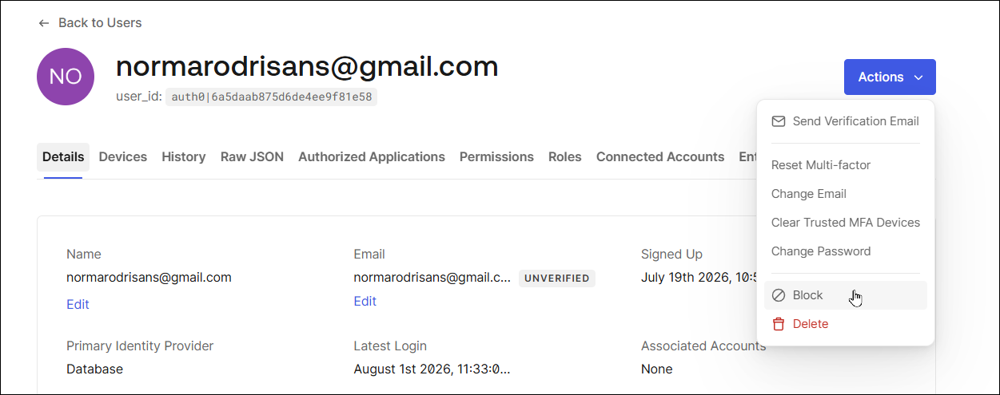 Back to Users
NO
normarodrisans@gmail.com
user_id: auth0|6a5daab875d6de4ee9f81e58
Actions
Send Verification Email
Reset Multi-factor
Change Email
Clear Trusted MFA Devices
Change Password
Block
Delete
Details Devices History Raw JSON Authorized Applications Permissions Roles Connected Accounts Ent
Name Email Signed Up
normarodrisans@gmail.com normarodrisans@gmail.c... UNVERIFIED July 19th 2026, 10:5
Edit Edit
Primary Identity Provider Latest Login Associated Accounts
Database August 1st 2026, 11:33:0... None